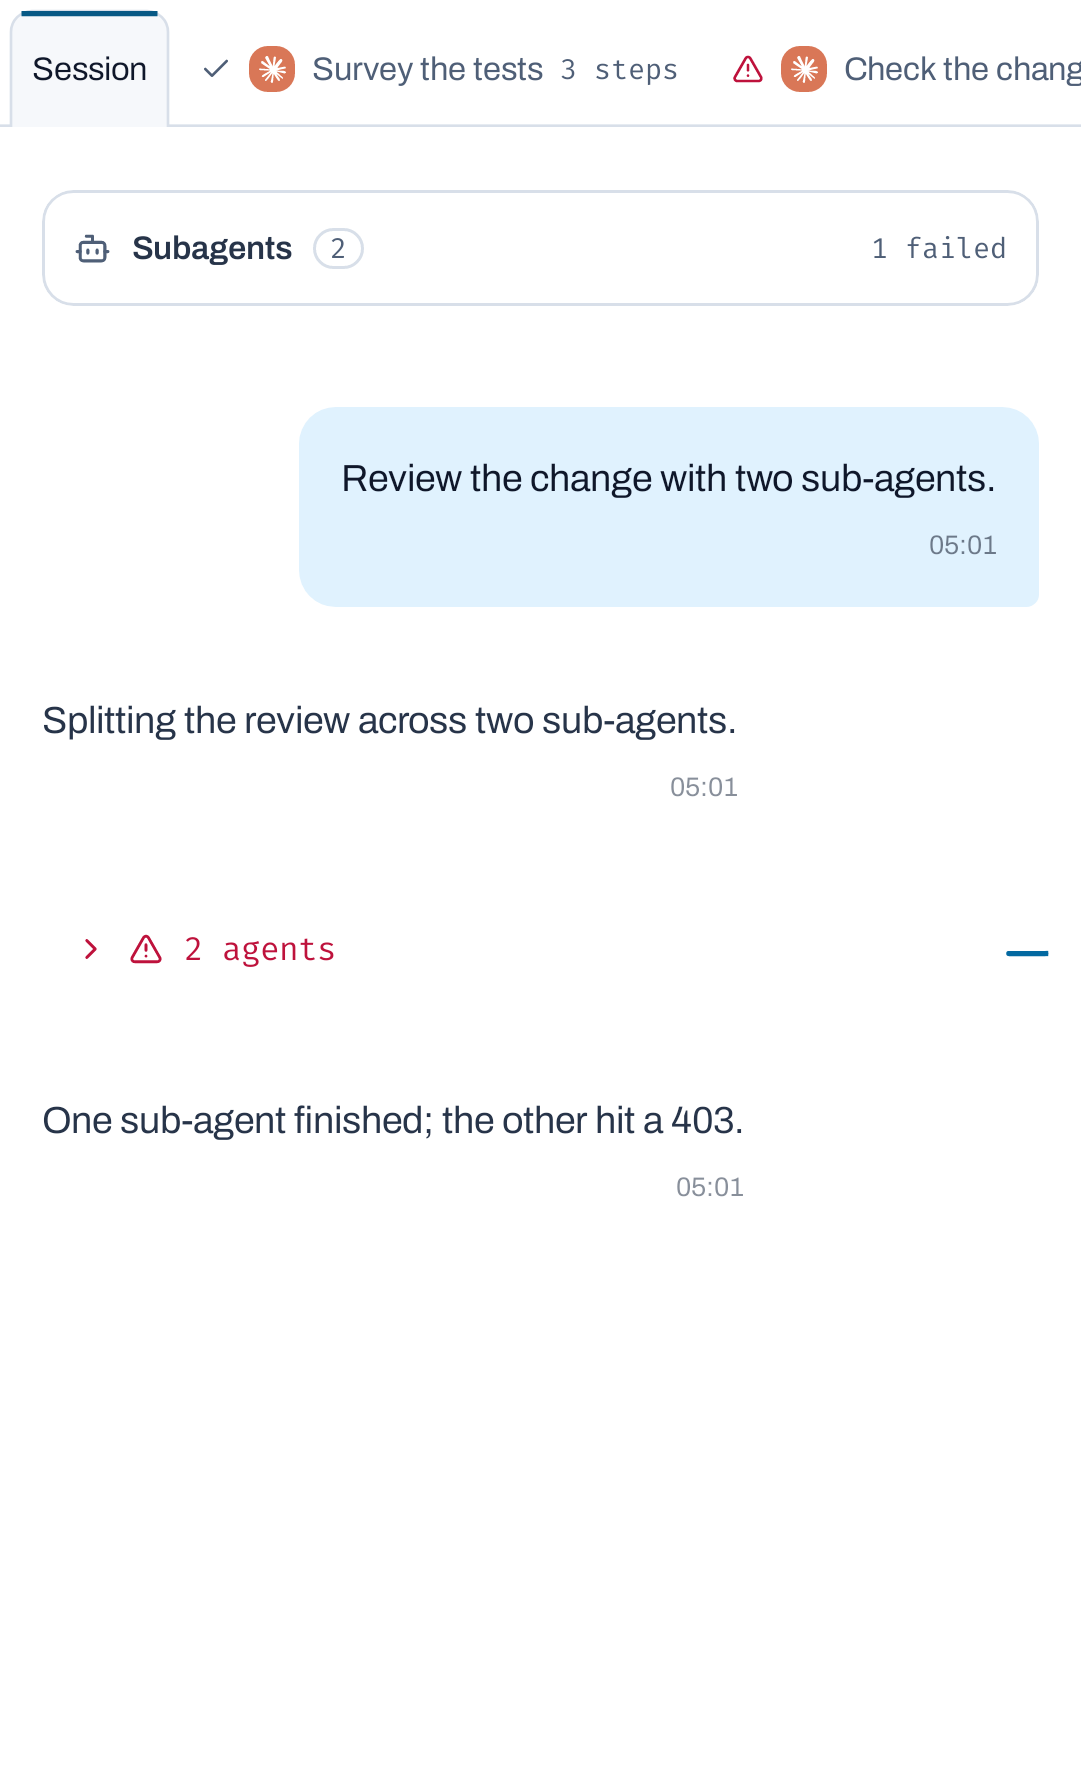 Session
Survey the tests 3 steps
Check the chang
Subagents 2
1 failed
Review the change with two sub-agents.
05:01
Splitting the review across two sub-agents.
05:01
2 agents
One sub-agent finished; the other hit a 403.
05:01